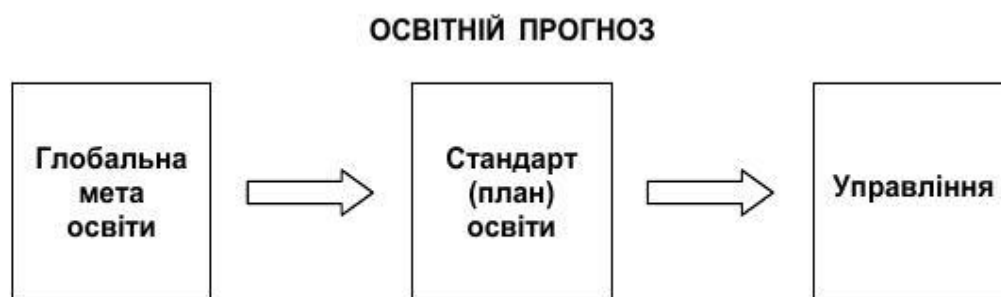 ОСВІТНІЙ ПРОГНОЗ
Глобальна
мета
освіти
Стандарт
(план)
освіти
Управління